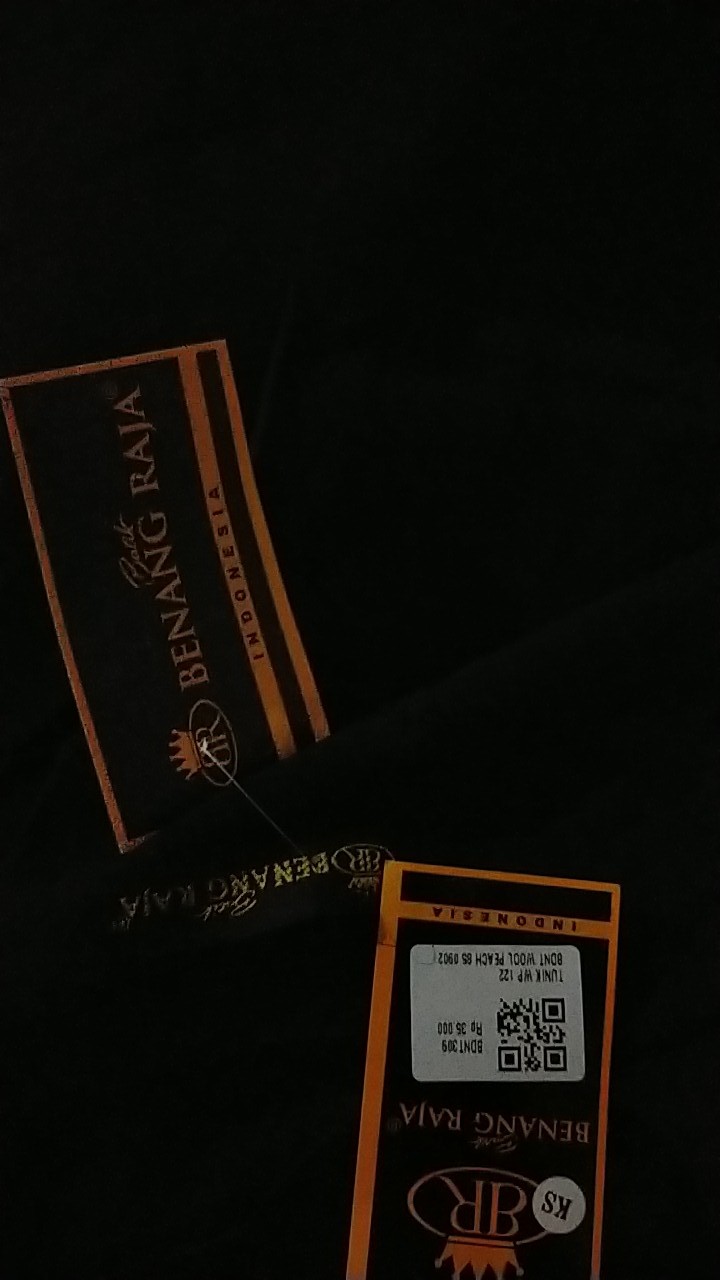 Batik
BENANG RAJA®
BR
INDONESIA
BR
Batik
BENANG RAJA
INDONESIA
BDNT WOOL PEACH 85 0902
TUNIK WP 122
Rp 35.000
BDNT309
Batik
BENANG RAJA®
BR
KS